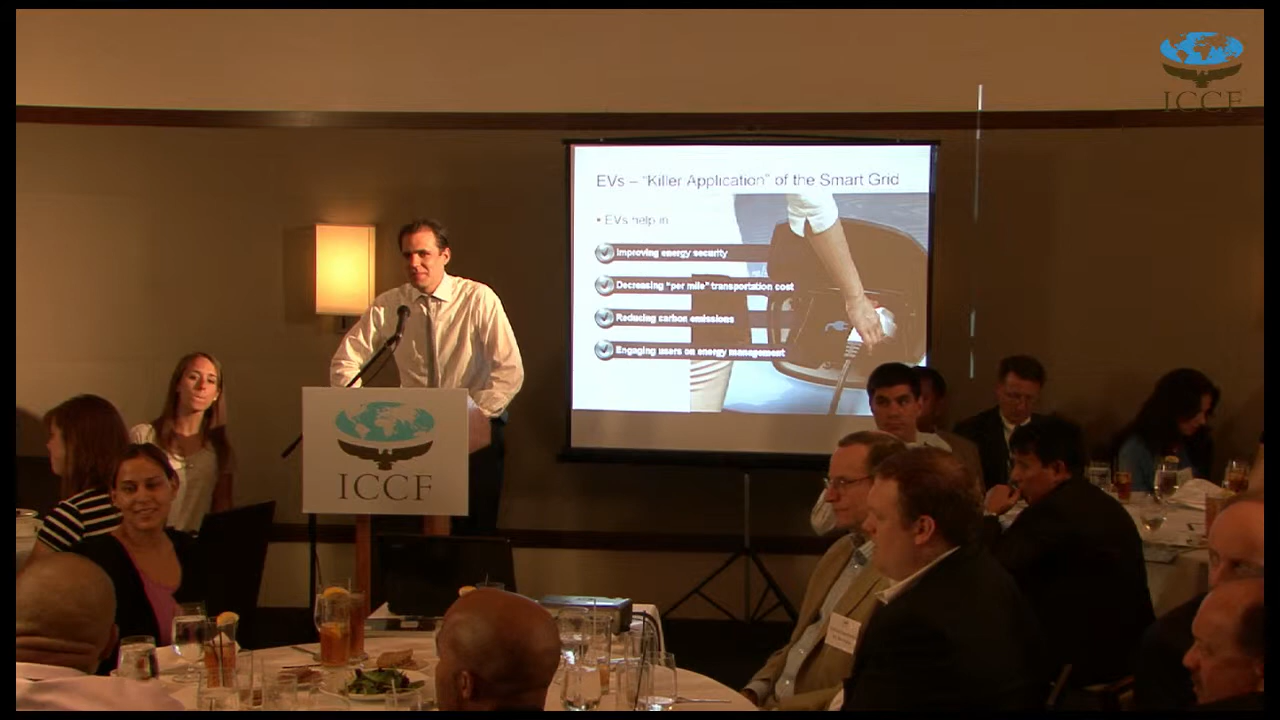 ICCF
EVs – "Killer Application" of the Smart Grid
• EVs help in
Improving energy security
Decreasing "per mile" transportation cost
Reducing carbon emissions
Engaging users on energy management
ICCF